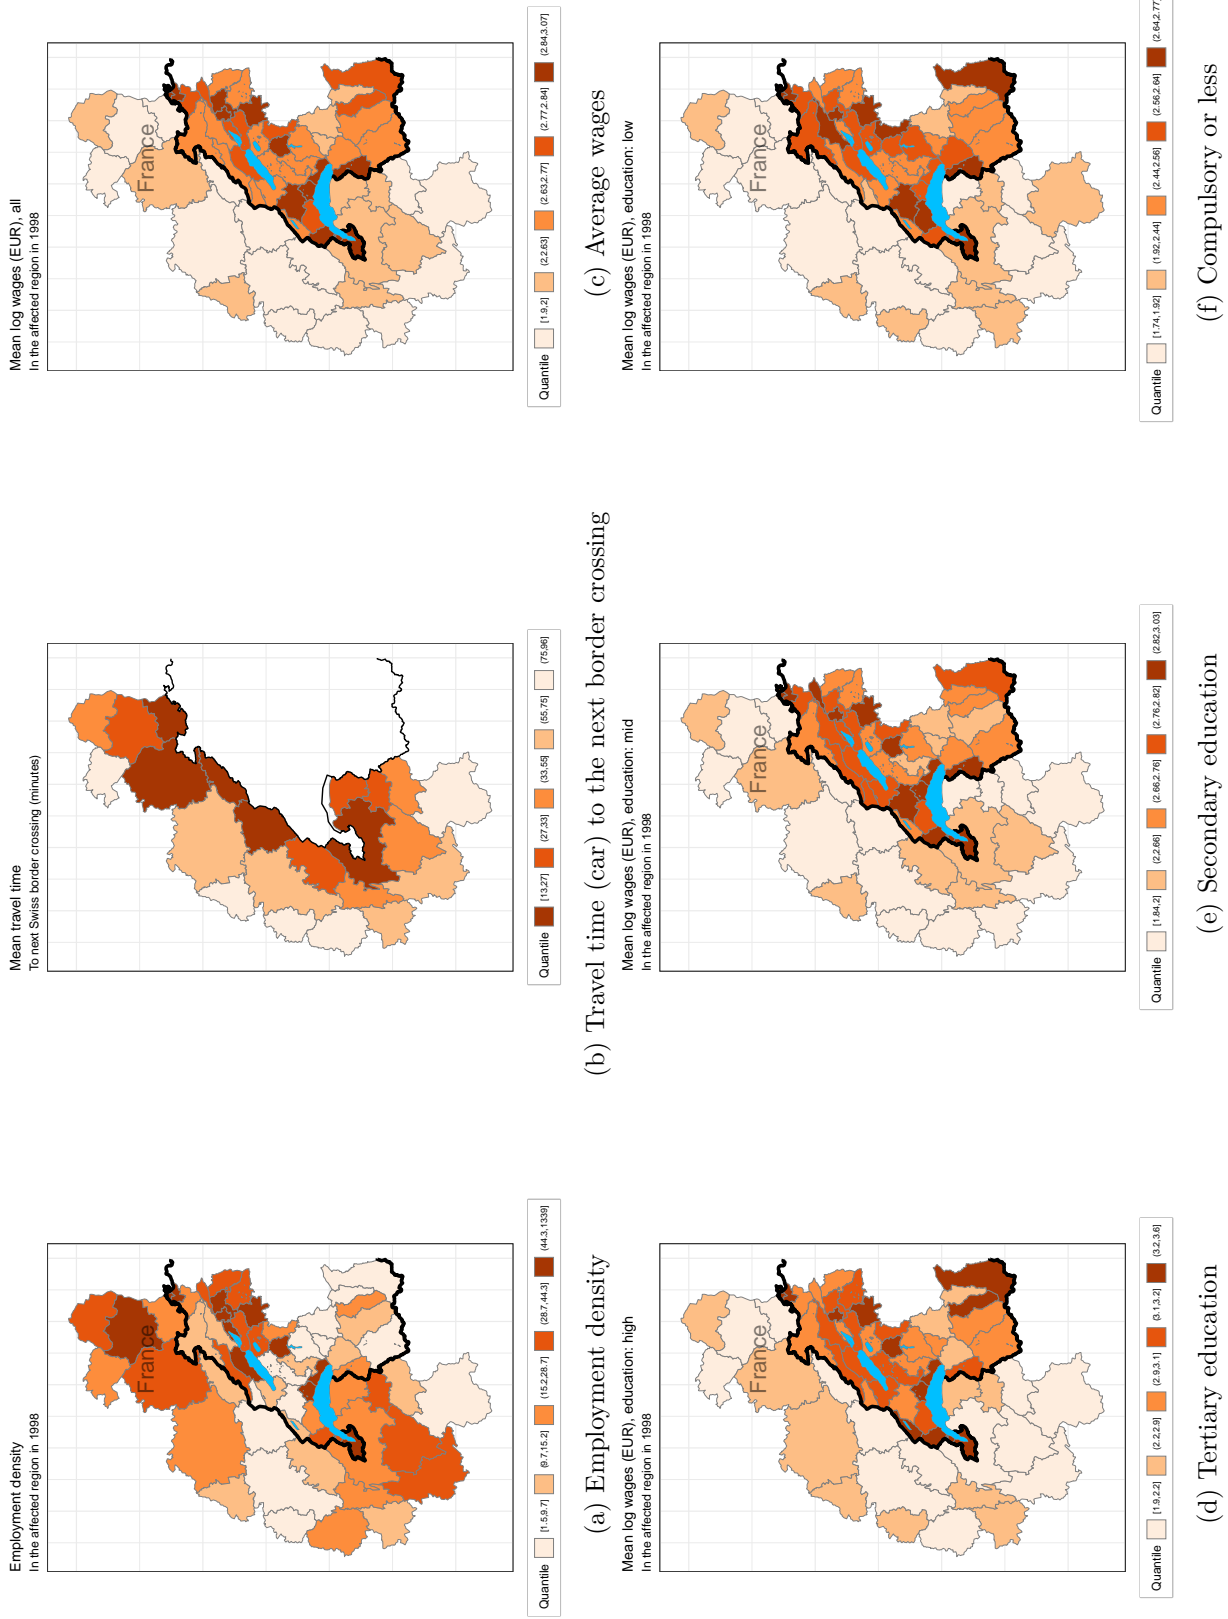 Employment density
In the affected region in 1998
France
Quantile [1.5,9.7] (9.7,15.2] (15.2,28.7] (28.7,44.3] (44.3,1339]
(a) Employment density
Mean travel time
To next Swiss border crossing (minutes)
Quantile [13,27] (27,33] (33,55] (55,75] (75,96]
(b) Travel time (car) to the next border crossing
Mean log wages (EUR), all
In the affected region in 1998
France
Quantile [1.9,2] (2,2.63] (2.63,2.77] (2.77,2.84] (2.84,3.07]
(c) Average wages
Mean log wages (EUR), education: high
In the affected region in 1998
France
Quantile [1.9,2.2] (2.2,2.9] (2.9,3.1] (3.1,3.2] (3.2,3.6]
(d) Tertiary education
Mean log wages (EUR), education: mid
In the affected region in 1998
France
Quantile [1.84,2] (2,2.66] (2.66,2.76] (2.76,2.82] (2.82,3.03]
(e) Secondary education
Mean log wages (EUR), education: low
In the affected region in 1998
France
Quantile [1.74,1.92] (1.92,2.44] (2.44,2.56] (2.56,2.64] (2.64,2.77]
(f) Compulsory or less